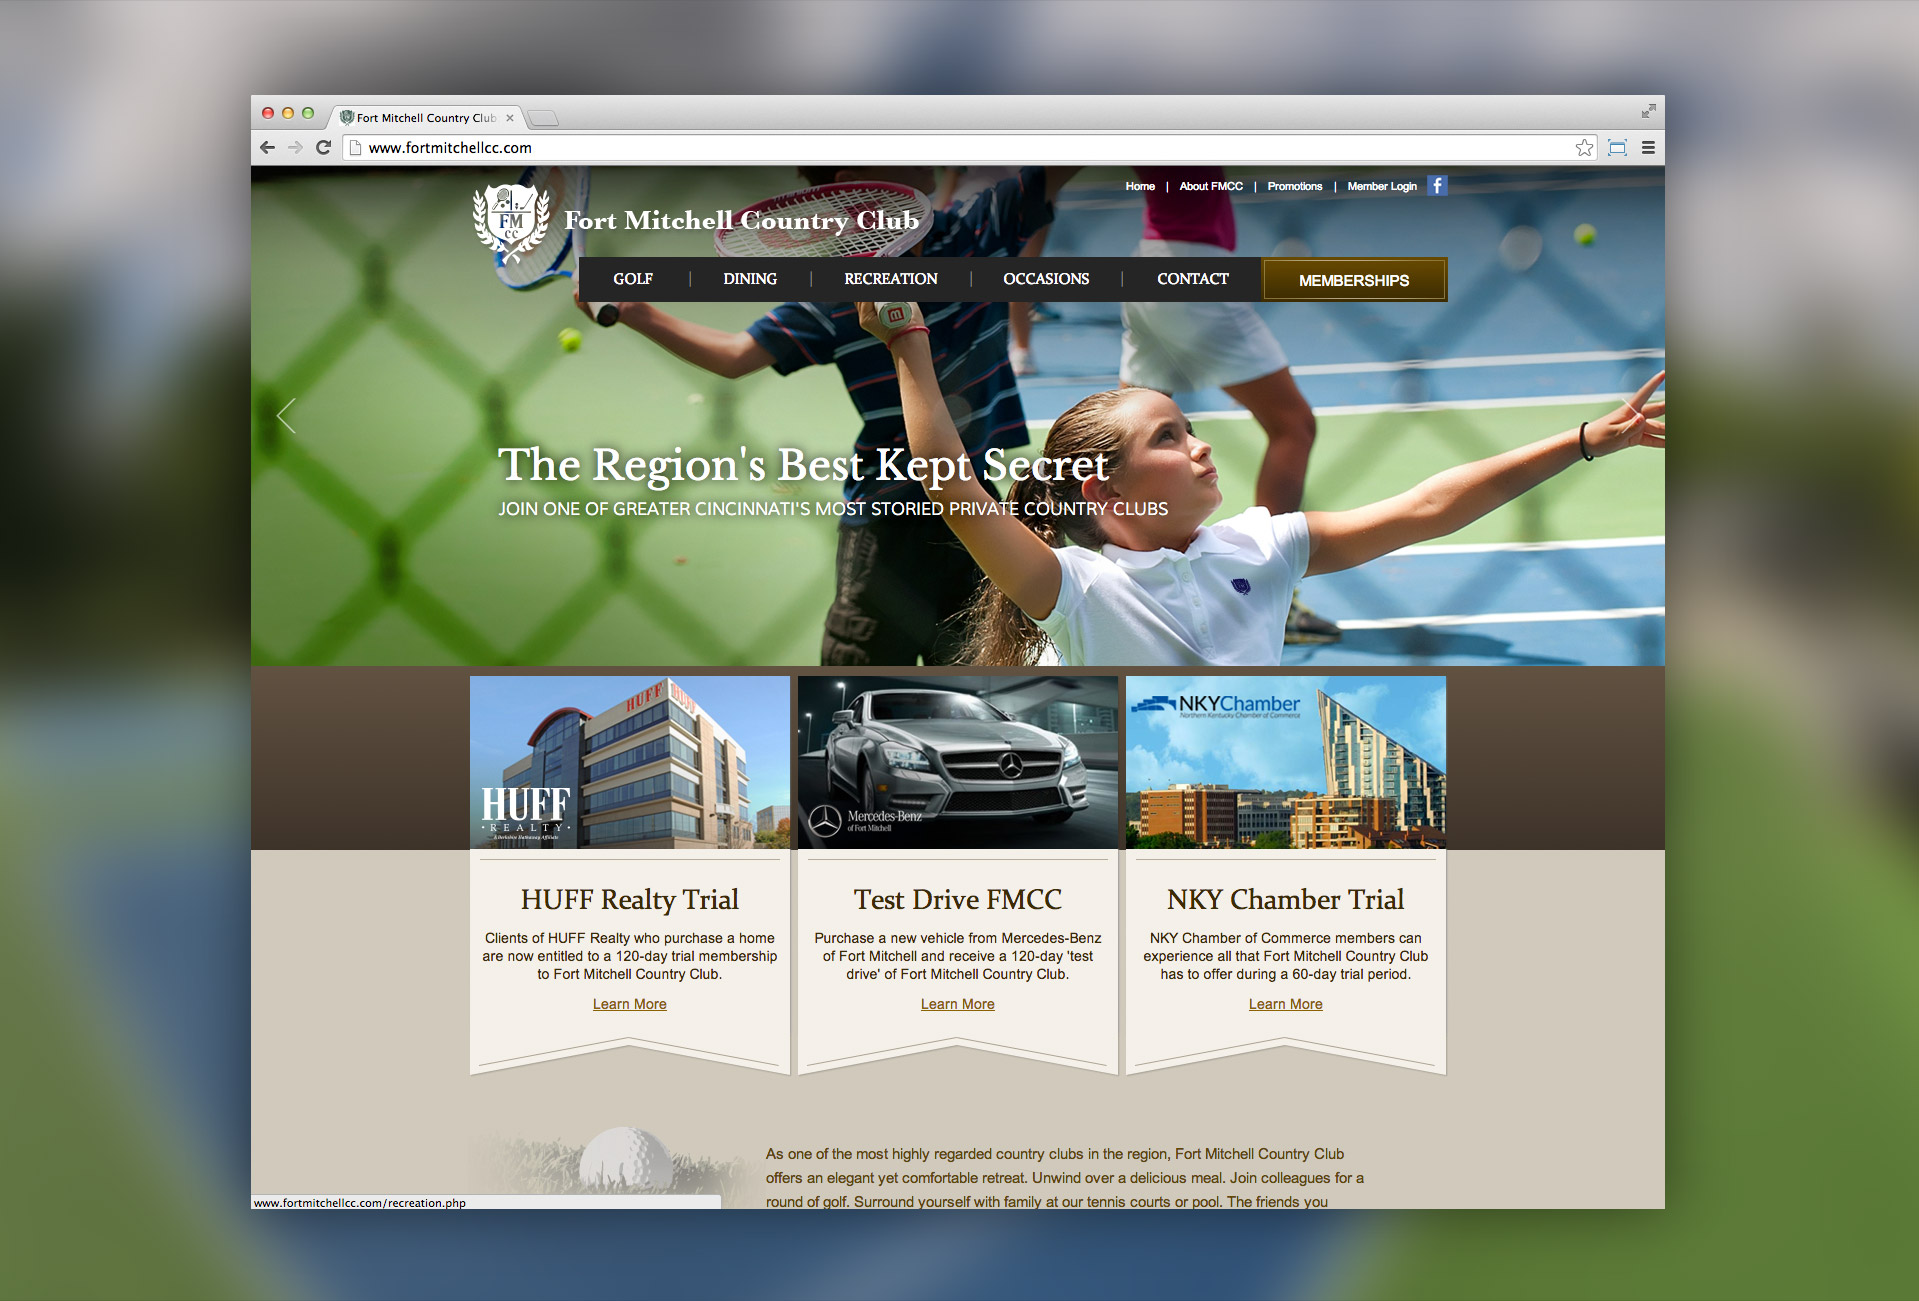 Fort Mitchell Country Club
www.fortmitchellcc.com
Home | About FMCC | Promotions | Member Login f
FM
CC
Fort Mitchell Country Club
GOLF | DINING | RECREATION | OCCASIONS | CONTACT MEMBERSHIPS
The Region's Best Kept Secret
JOIN ONE OF GREATER CINCINNATI'S MOST STORIED PRIVATE COUNTRY CLUBS
HUFF HUFF
HUFF
·REALTY·
A Berkshire Hathaway Affiliate
Mercedes-Benz
of Fort Mitchell
NKYChamber
Northern Kentucky Chamber of Commerce
HUFF Realty Trial
Clients of HUFF Realty who purchase a home
are now entitled to a 120-day trial membership
to Fort Mitchell Country Club.
Learn More
Test Drive FMCC
Purchase a new vehicle from Mercedes-Benz
of Fort Mitchell and receive a 120-day 'test
drive' of Fort Mitchell Country Club.
Learn More
NKY Chamber Trial
NKY Chamber of Commerce members can
experience all that Fort Mitchell Country Club
has to offer during a 60-day trial period.
Learn More
As one of the most highly regarded country clubs in the region, Fort Mitchell Country Club
offers an elegant yet comfortable retreat. Unwind over a delicious meal. Join colleagues for a
round of golf. Surround yourself with family at our tennis courts or pool. The friends you
www.fortmitchellcc.com/recreation.php